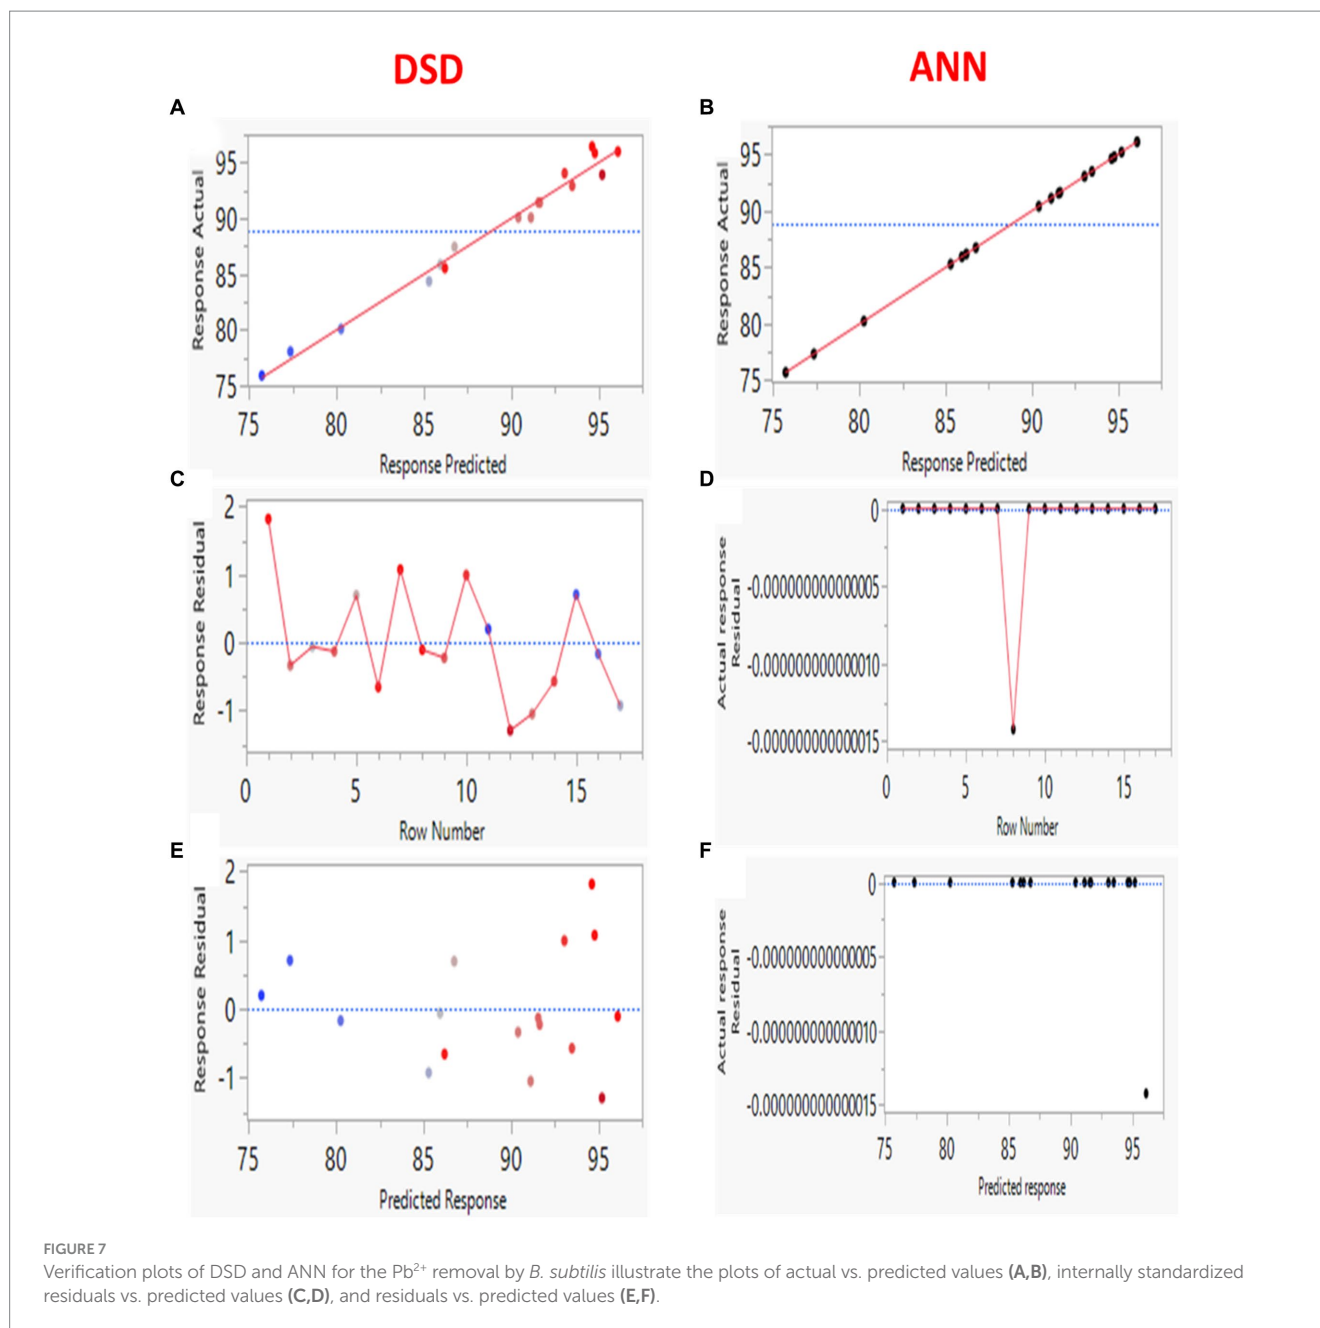 DSD
ANN
A
B
95
90
85
80
75
Response Actual
75 80 85 90 95
Response Predicted
95
90
85
80
75
Response Actual
75 80 85 90 95
Response Predicted
C
D
2
1
0
-1
Response Residual
0 5 10 15
Row Number
0
-0.000000000000005
-0.000000000000010
-0.000000000000015
Actual response
Residual
0 5 10 15
Row Number
E
F
2
1
0
-1
Response Residual
75 80 85 90 95
Predicted Response
0
-0.000000000000005
-0.000000000000010
-0.000000000000015
Actual response
Residual
75 80 85 90 95
Predicted response
FIGURE 7
Verification plots of DSD and ANN for the Pb²⁺ removal by B. subtilis illustrate the plots of actual vs. predicted values (A,B), internally standardized
residuals vs. predicted values (C,D), and residuals vs. predicted values (E,F).